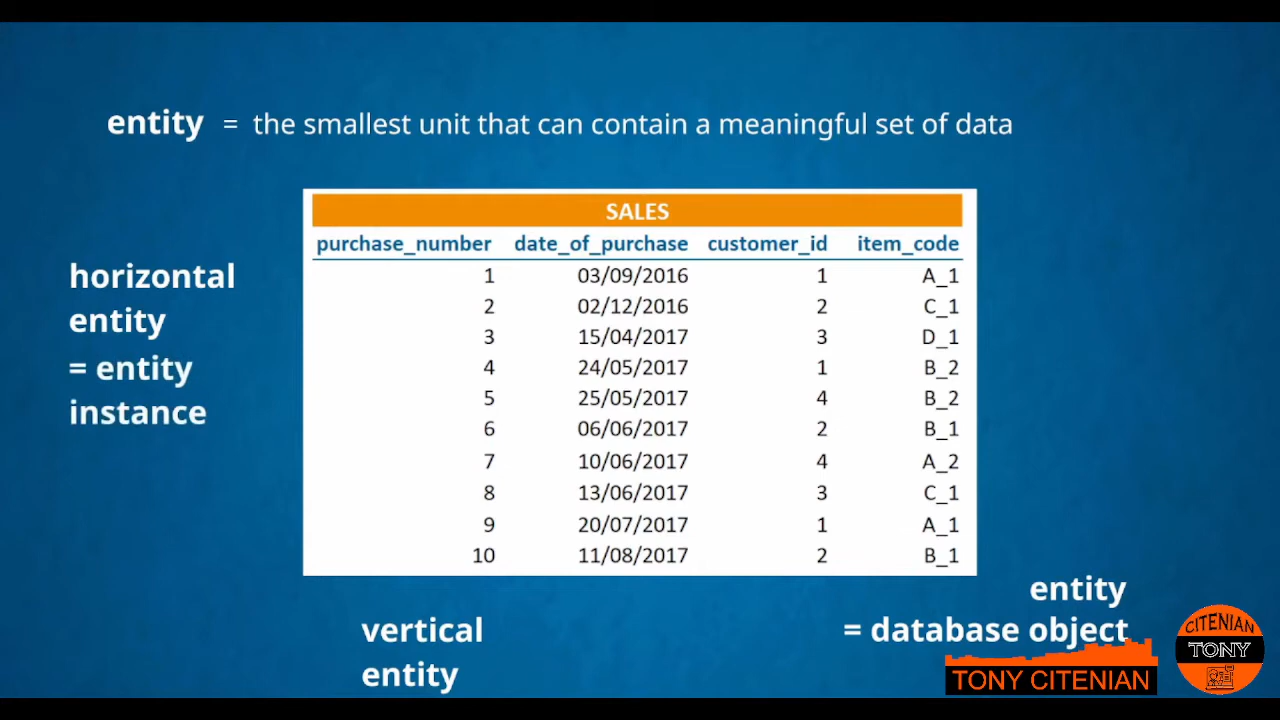 entity = the smallest unit that can contain a meaningful set of data
SALES
purchase_number date_of_purchase customer_id item_code
1 03/09/2016 1 A_1
2 02/12/2016 2 C_1
3 15/04/2017 3 D_1
4 24/05/2017 1 B_2
5 25/05/2017 4 B_2
6 06/06/2017 2 B_1
7 10/06/2017 4 A_2
8 13/06/2017 3 C_1
9 20/07/2017 1 A_1
10 11/08/2017 2 B_1
horizontal
entity
= entity
instance
vertical
entity
entity
= database object
TONY CITENIAN
CITENIAN
TONY